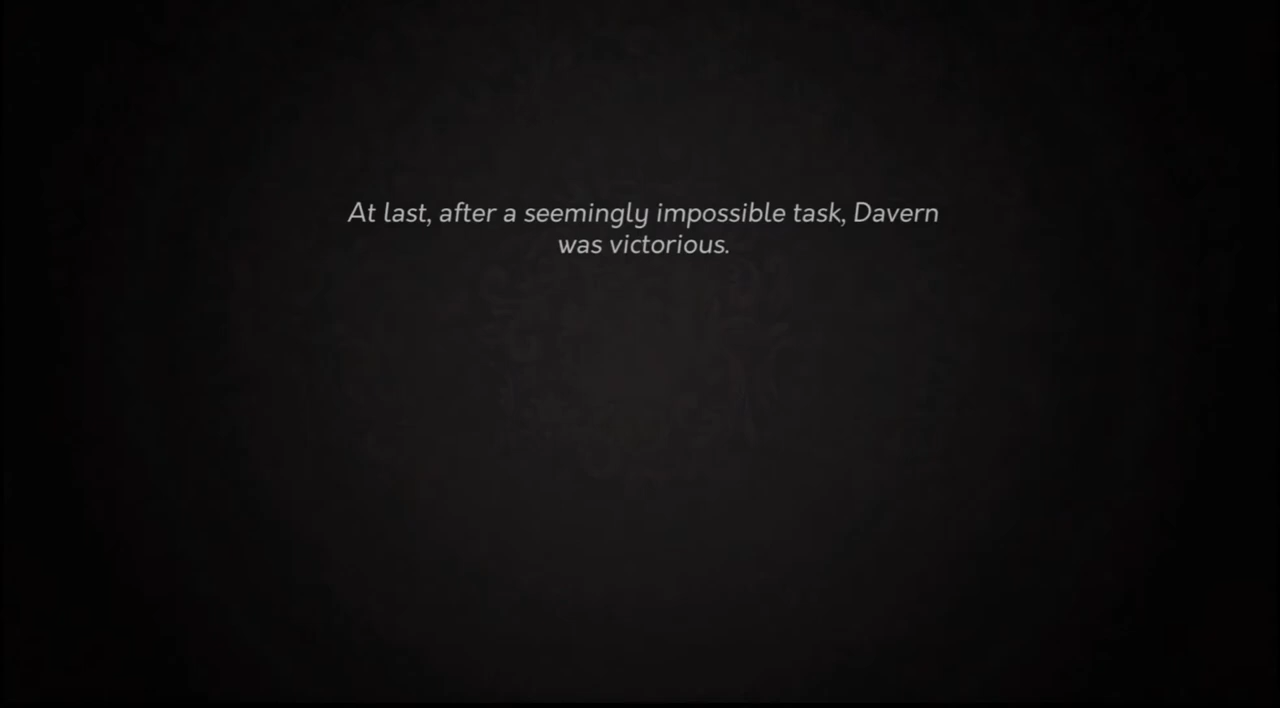 At last, after a seemingly impossible task, Davern
was victorious.